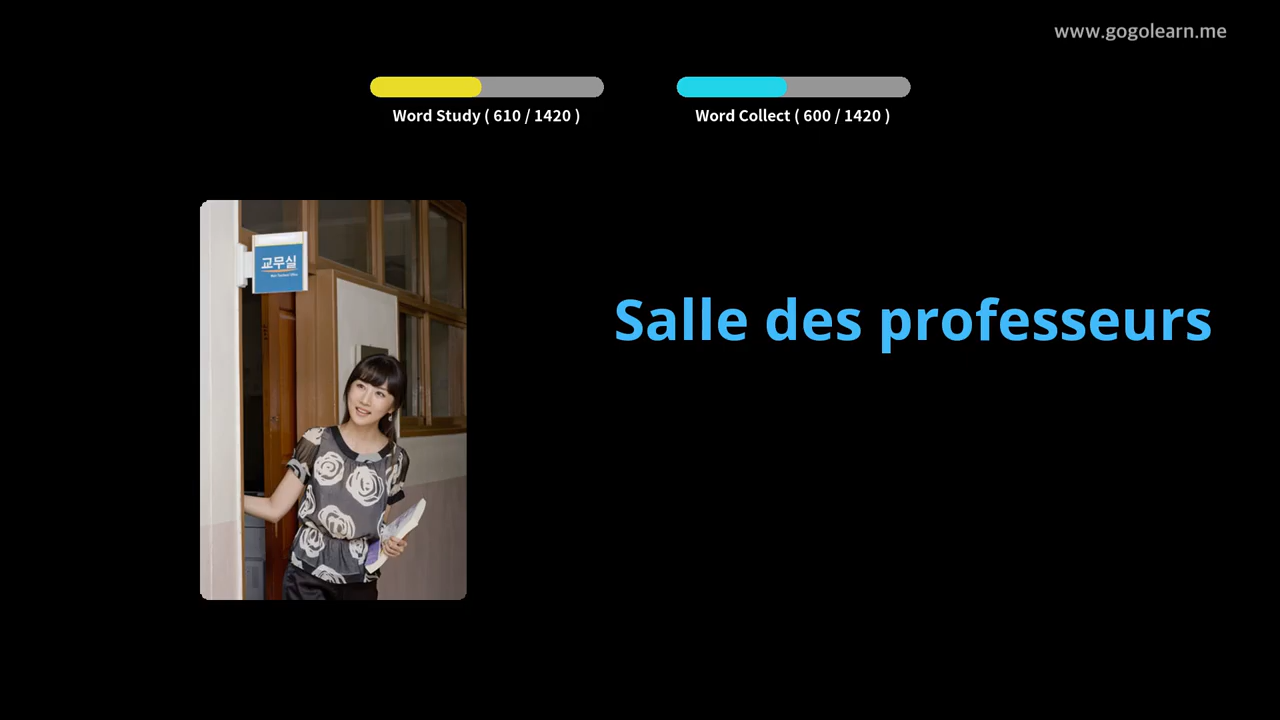 www.gogolearn.me
Word Study ( 610 / 1420 )
Word Collect ( 600 / 1420 )
교무실
Salle des professeurs